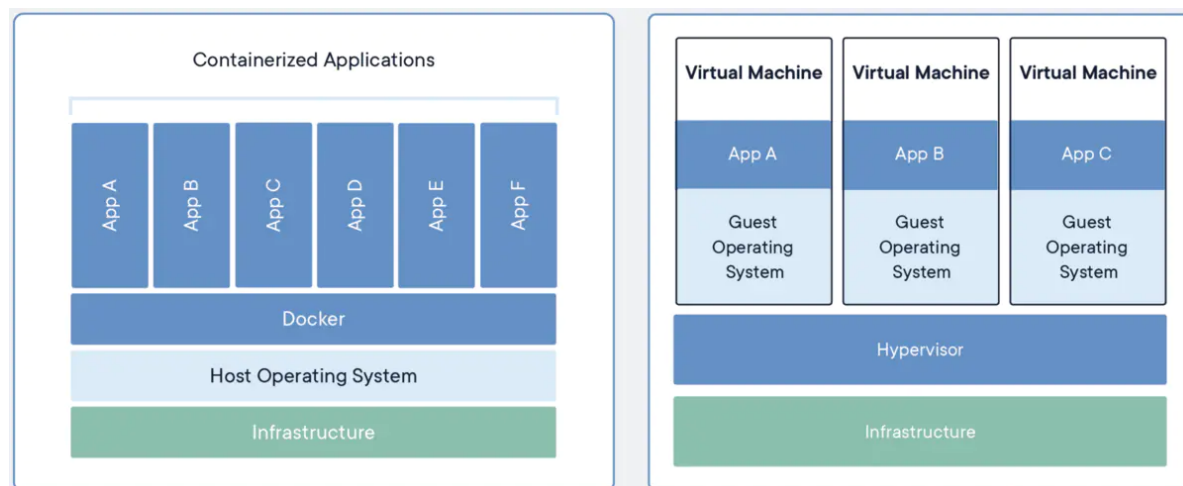 Containerized Applications
App A
App B
App C
App D
App E
App F
Docker
Host Operating System
Infrastructure
Virtual Machine
App A
Guest
Operating
System
Virtual Machine
App B
Guest
Operating
System
Virtual Machine
App C
Guest
Operating
System
Hypervisor
Infrastructure